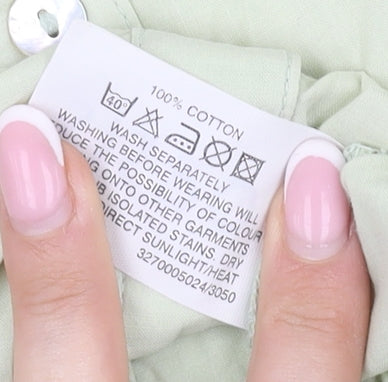 100% COTTON
40°
WASH SEPARATELY
WASHING BEFORE WEARING WILL
THE POSSIBILITY OF COLOUR
ONTO OTHER GARMENTS
ISOLATED STAINS. DRY
DIRECT SUNLIGHT/HEAT
3270005024/3050